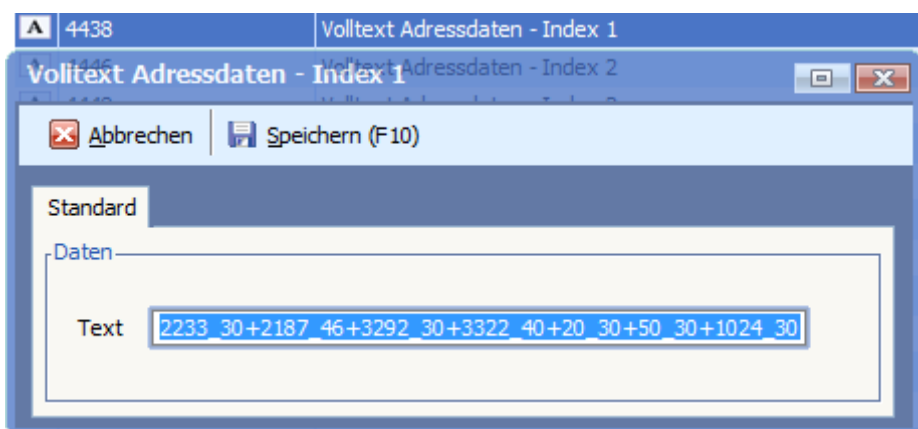 A 4438 Volltext Adressdaten - Index 1
4446 Volltext Adressdaten - Index 2
Volltext Adressdaten - Index 1
Abbrechen Speichern (F10)
Standard
Daten
Text 2233_30+2187_46+3292_30+3322_40+20_30+50_30+1024_30